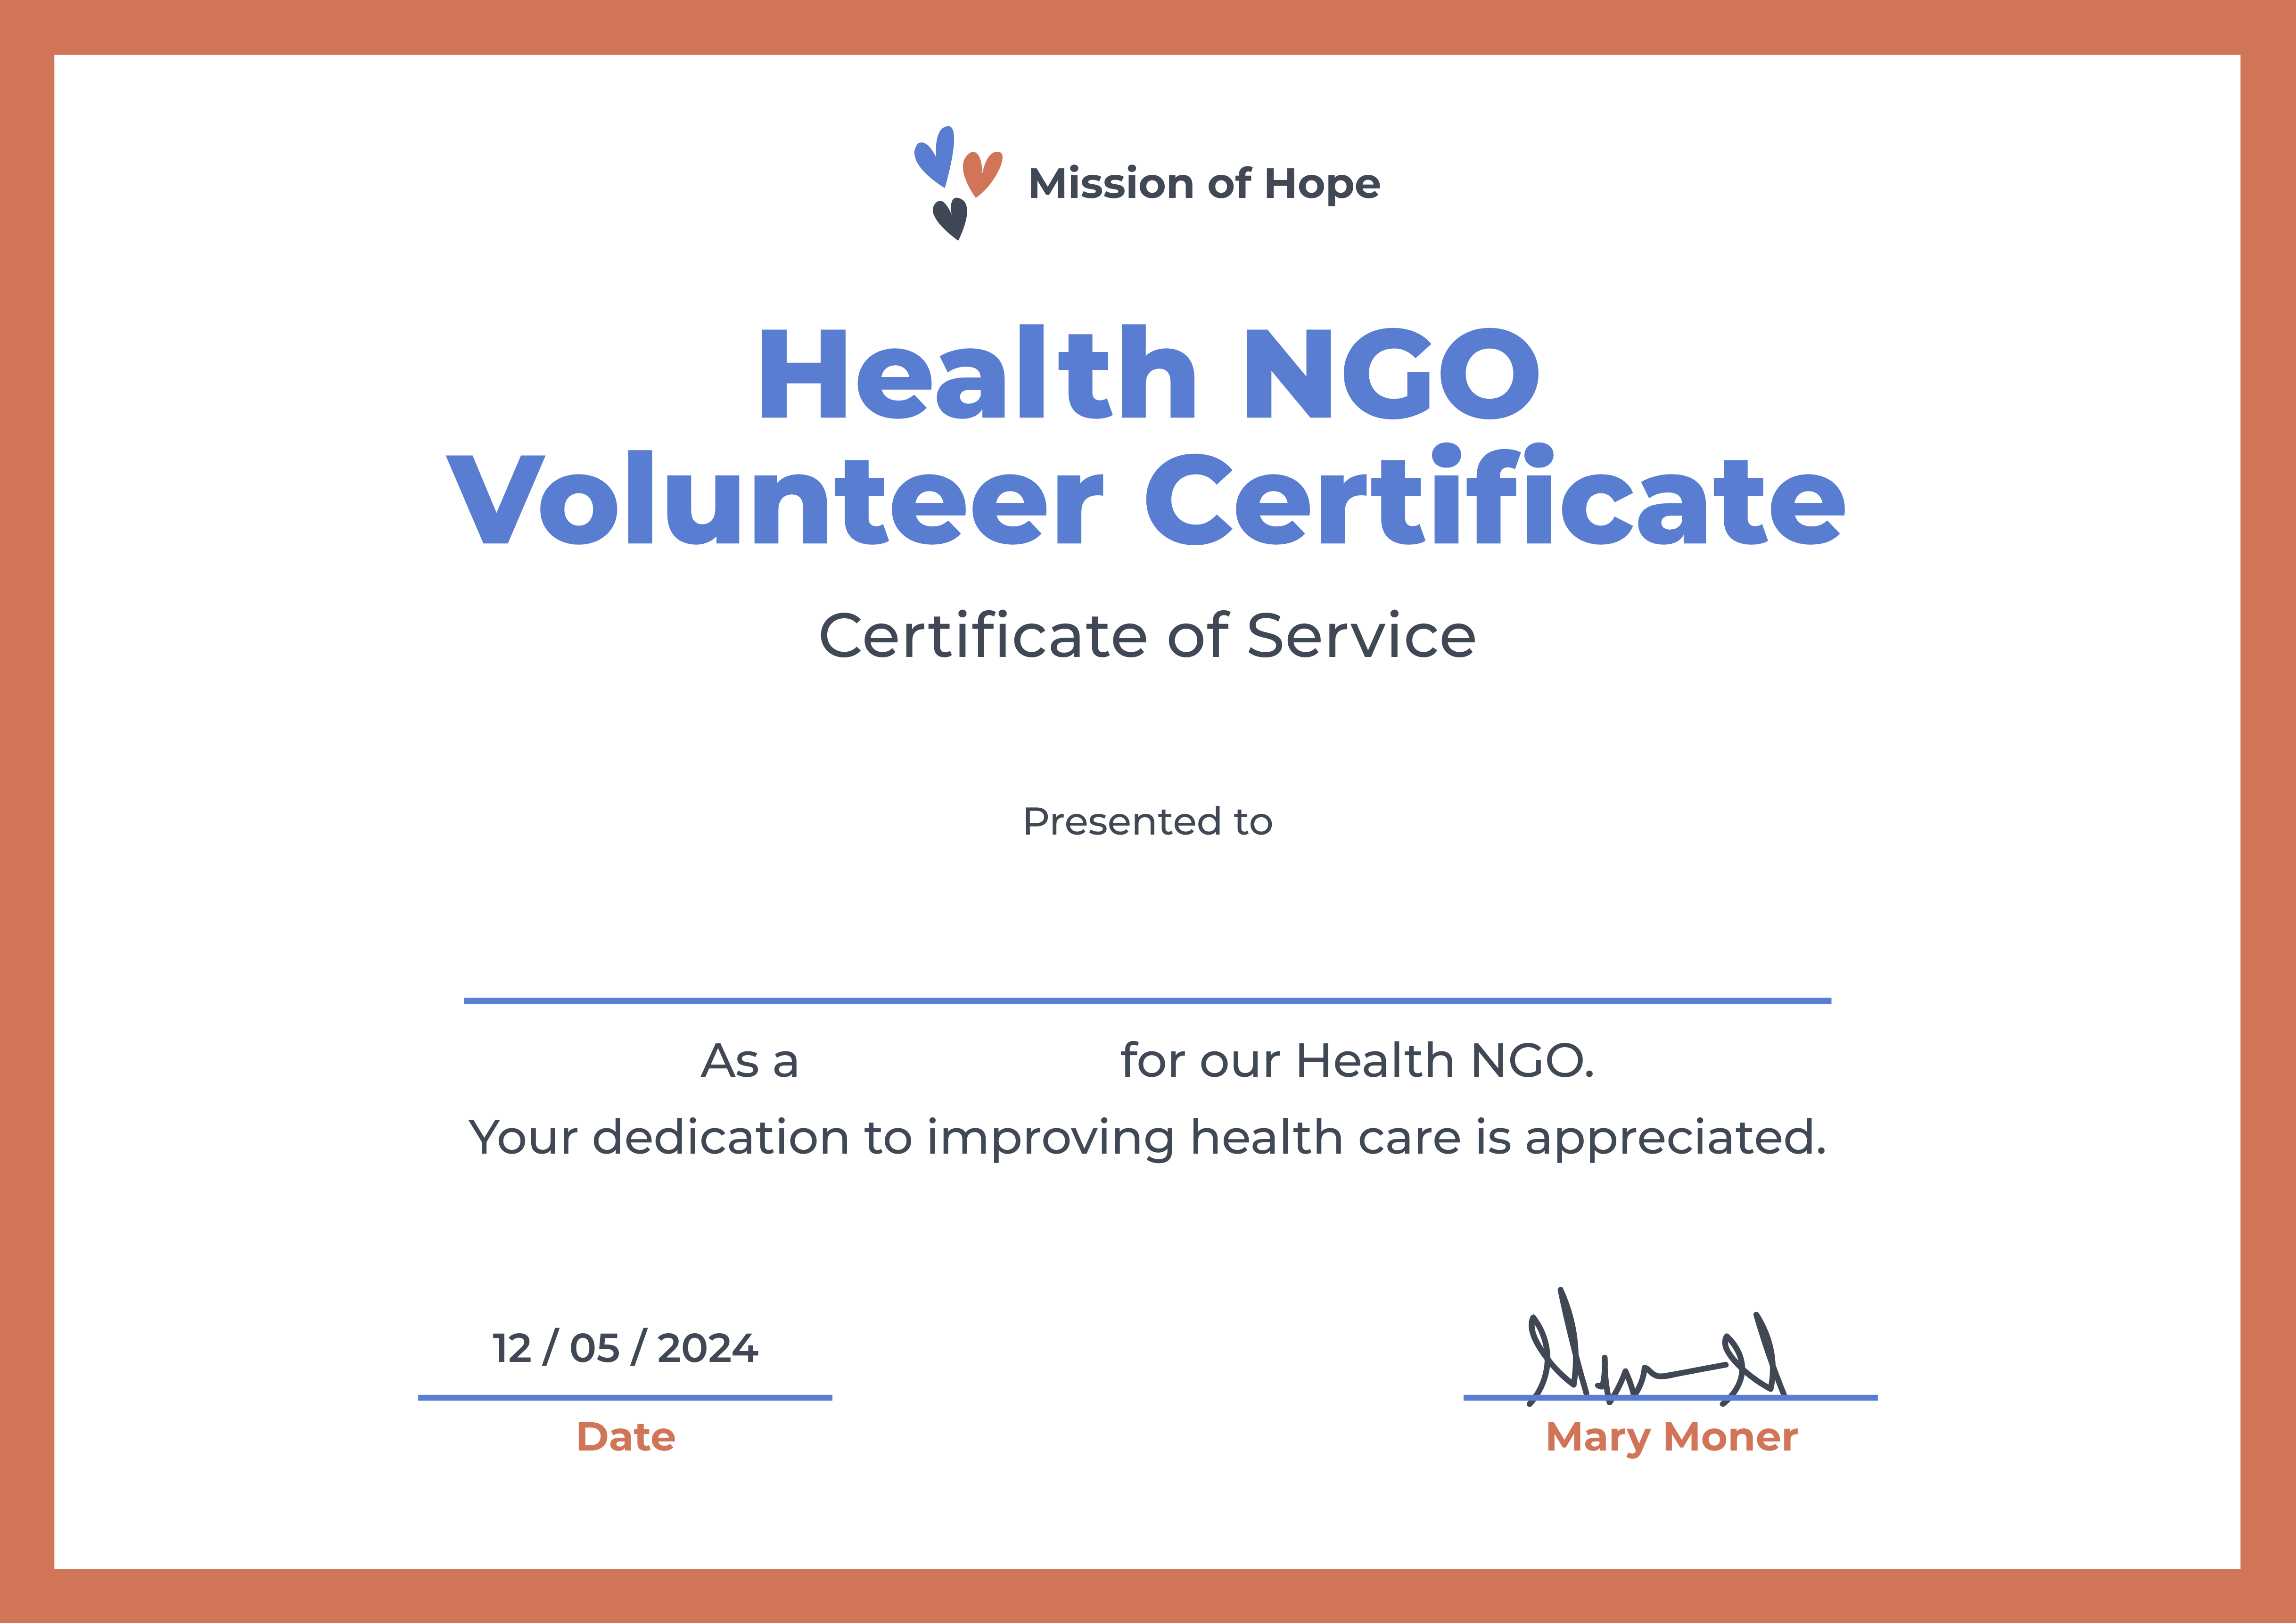 Mission of Hope
Health NGO
Volunteer Certificate
Certificate of Service
Presented to
As a for our Health NGO.
Your dedication to improving health care is appreciated.
12 / 05 / 2024
Date
Mary Moner